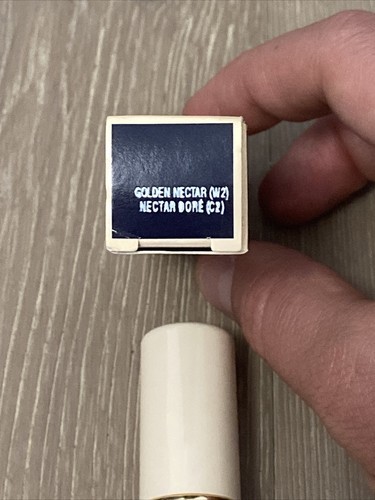 GOLDEN NECTAR (W2)
NECTAR DORÉ (C2)